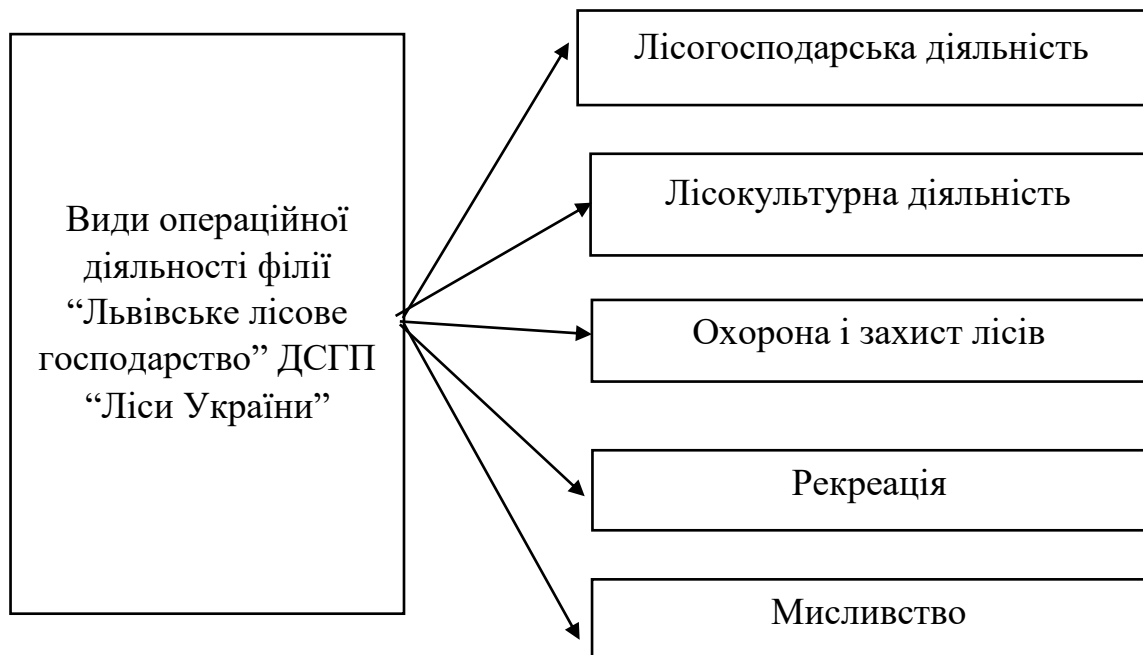 Види операційної
діяльності філії
“Львівське лісове
господарство” ДСГП
“Ліси України”
Лісогосподарська діяльність
Лісокультурна діяльність
Охорона і захист лісів
Рекреація
Мисливство